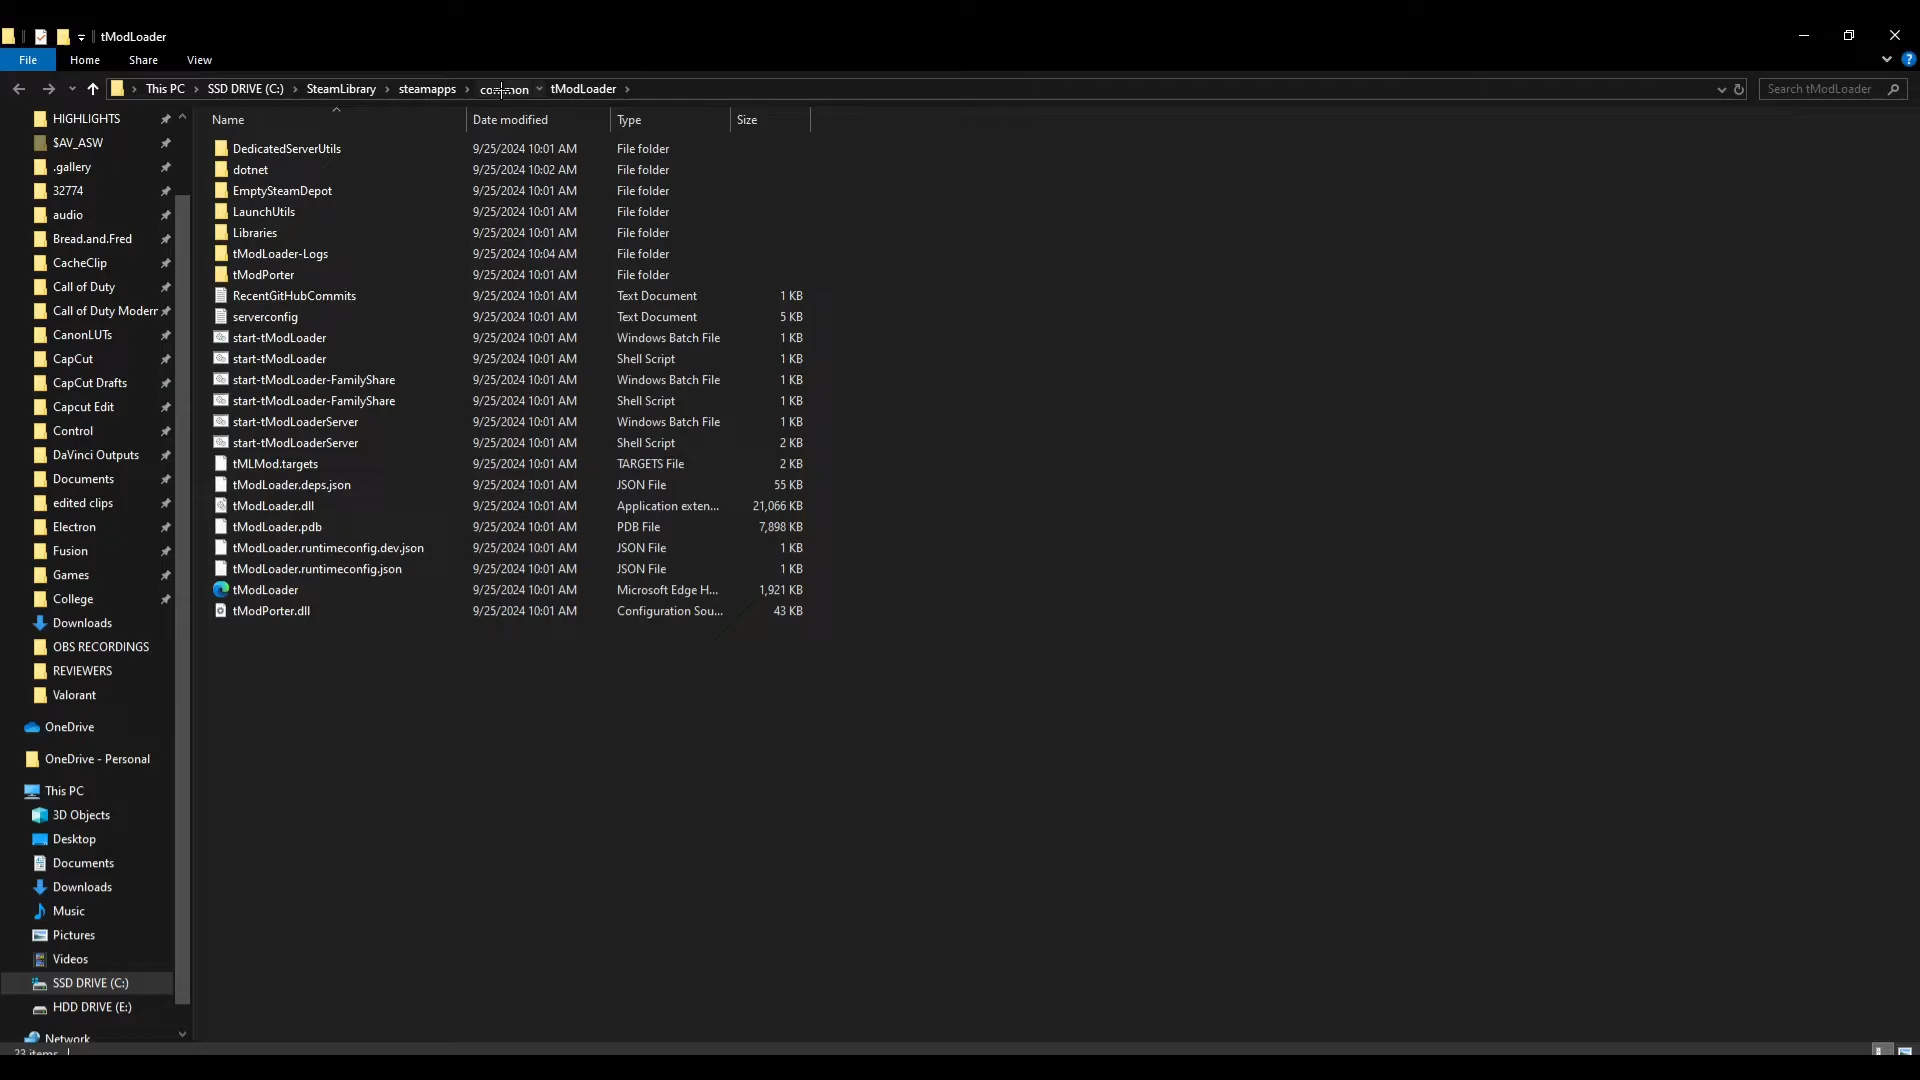 tModLoader
File Home Share View
This PC SSD DRIVE (C:) SteamLibrary steamapps common tModLoader
Search tModLoader
HIGHLIGHTS
$AV_ASW
.gallery
32774
audio
Bread.and.Fred
CacheClip
Call of Duty
Call of Duty Modern
CanonLUTs
CapCut
CapCut Drafts
Capcut Edit
Control
DaVinci Outputs
Documents
edited clips
Electron
Fusion
Games
College
Downloads
OBS RECORDINGS
REVIEWERS
Valorant
OneDrive
OneDrive - Personal
This PC
3D Objects
Desktop
Documents
Downloads
Music
Pictures
Videos
SSD DRIVE (C:)
HDD DRIVE (E:)
Network
23 items
Name Date modified Type Size
DedicatedServerUtils 9/25/2024 10:01 AM File folder
dotnet 9/25/2024 10:02 AM File folder
EmptySteamDepot 9/25/2024 10:01 AM File folder
LaunchUtils 9/25/2024 10:01 AM File folder
Libraries 9/25/2024 10:01 AM File folder
tModLoader-Logs 9/25/2024 10:04 AM File folder
tModPorter 9/25/2024 10:01 AM File folder
RecentGitHubCommits 9/25/2024 10:01 AM Text Document 1 KB
serverconfig 9/25/2024 10:01 AM Text Document 5 KB
start-tModLoader 9/25/2024 10:01 AM Windows Batch File 1 KB
start-tModLoader 9/25/2024 10:01 AM Shell Script 1 KB
start-tModLoader-FamilyShare 9/25/2024 10:01 AM Windows Batch File 1 KB
start-tModLoader-FamilyShare 9/25/2024 10:01 AM Shell Script 1 KB
start-tModLoaderServer 9/25/2024 10:01 AM Windows Batch File 1 KB
start-tModLoaderServer 9/25/2024 10:01 AM Shell Script 2 KB
tMLMod.targets 9/25/2024 10:01 AM TARGETS File 2 KB
tModLoader.deps.json 9/25/2024 10:01 AM JSON File 55 KB
tModLoader.dll 9/25/2024 10:01 AM Application exten... 21,066 KB
tModLoader.pdb 9/25/2024 10:01 AM PDB File 7,898 KB
tModLoader.runtimeconfig.dev.json 9/25/2024 10:01 AM JSON File 1 KB
tModLoader.runtimeconfig.json 9/25/2024 10:01 AM JSON File 1 KB
tModLoader 9/25/2024 10:01 AM Microsoft Edge H... 1,921 KB
tModPorter.dll 9/25/2024 10:01 AM Configuration Sou... 43 KB